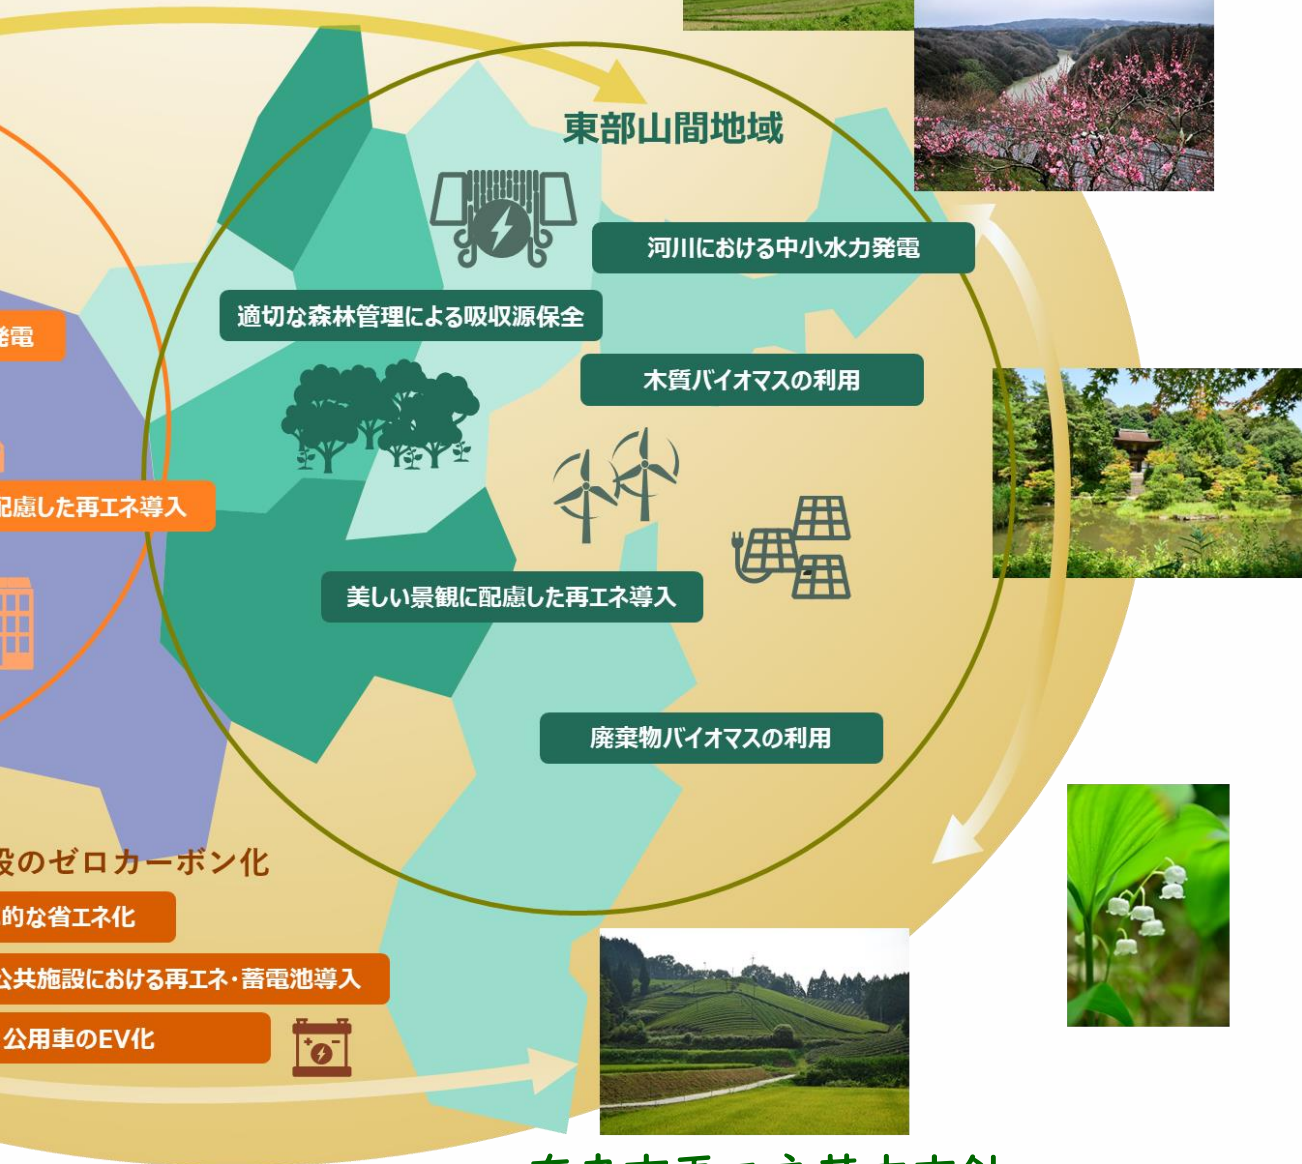 東部山間地域
河川における中小水力発電
適切な森林管理による吸収源保全
発電
木質バイオマスの利用
配慮した再エネ導入
美しい景観に配慮した再エネ導入
廃棄物バイオマスの利用
設のゼロカーボン化
的な省エネ化
公共施設における再エネ・蓄電池導入
公用車のEV化